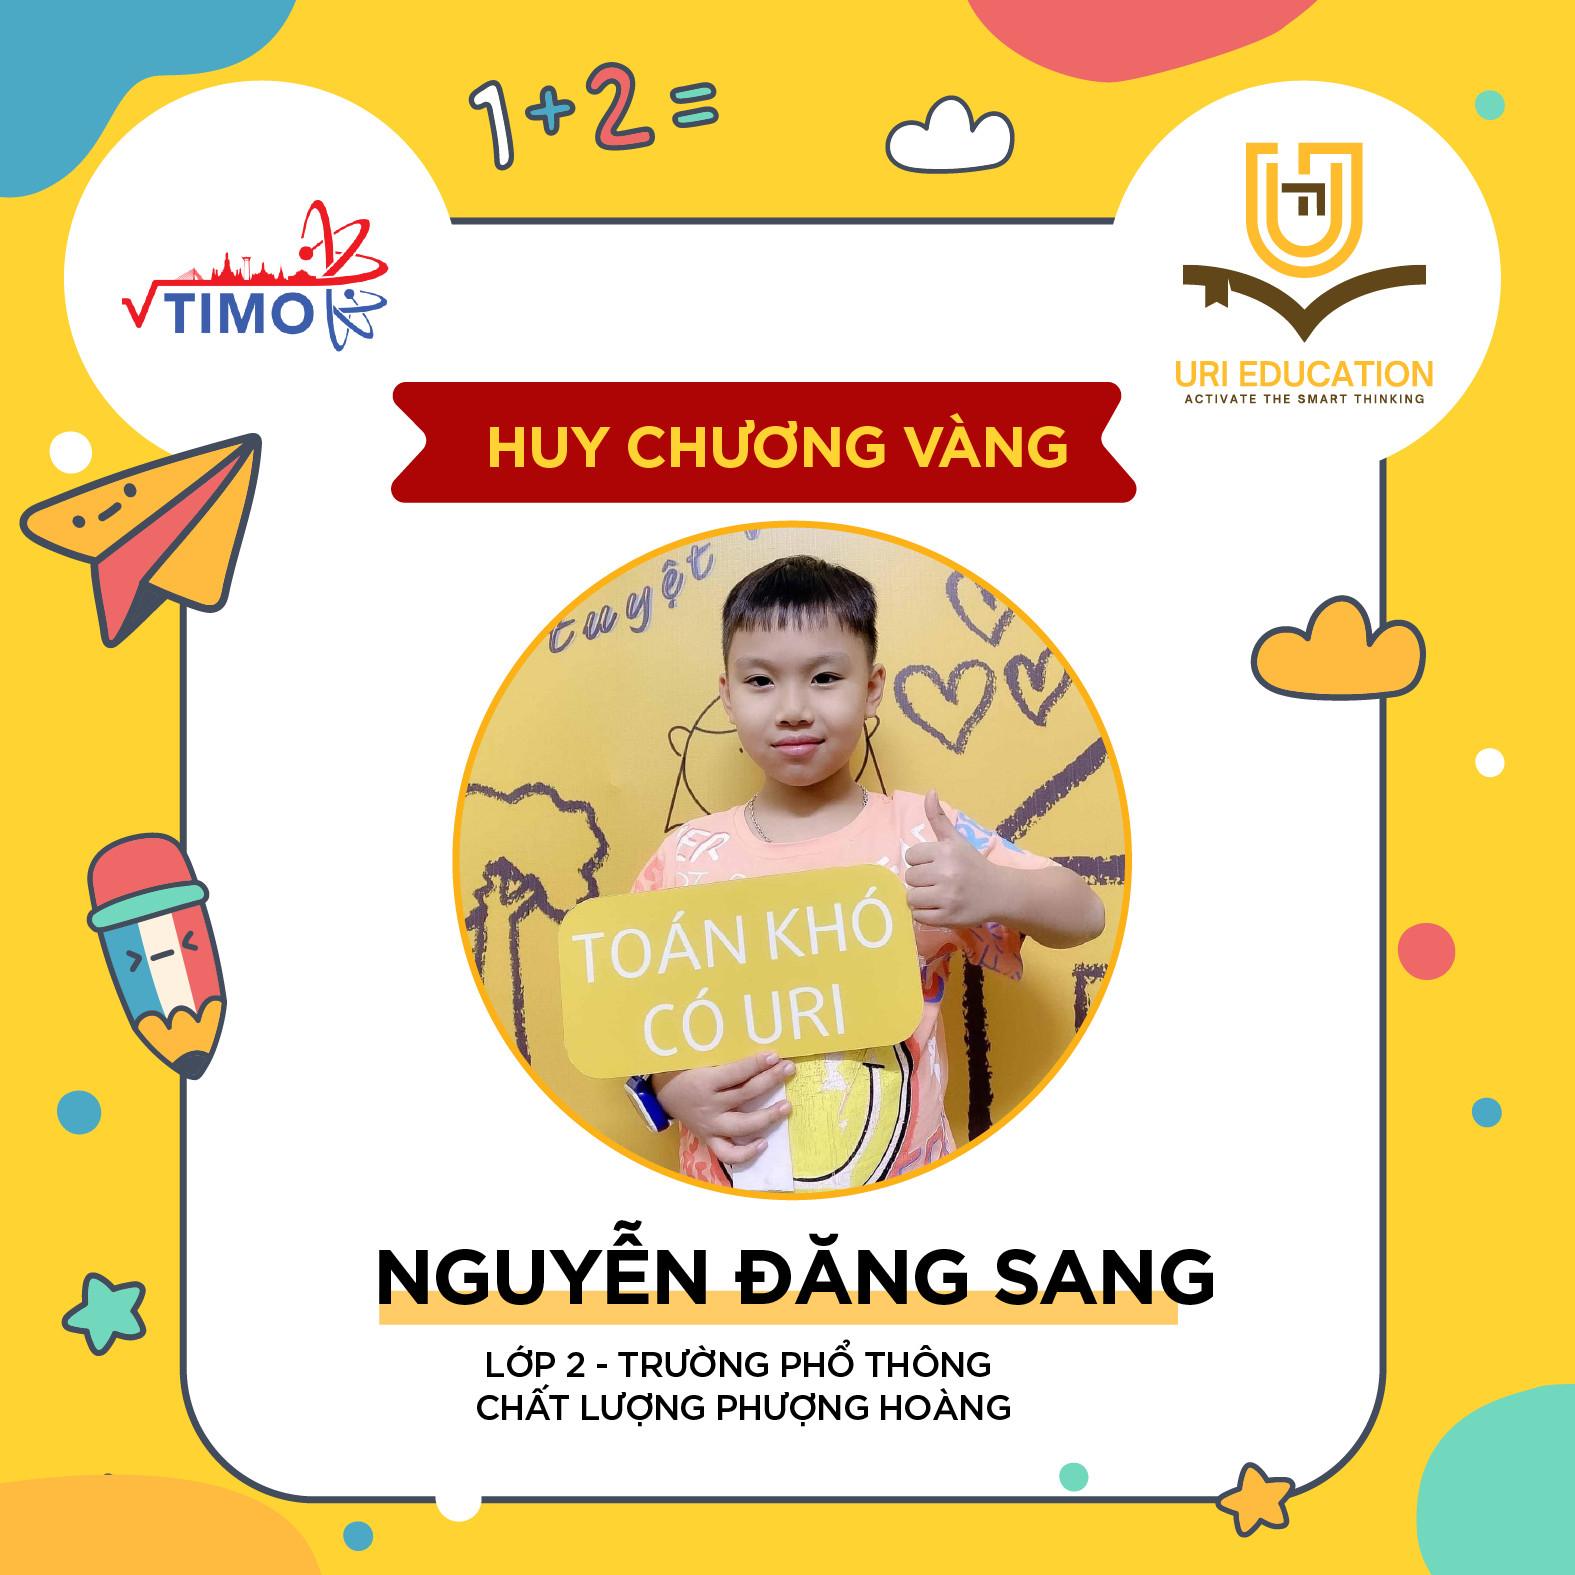 1+2=
TIMO
URI EDUCATION
ACTIVATE THE SMART THINKING
HUY CHƯƠNG VÀNG
tuyệt
TOÁN KHÓ
CÓ URI
NGUYỄN ĐĂNG SANG
LỚP 2 - TRƯỜNG PHỔ THÔNG
CHẤT LƯỢNG PHƯỢNG HOÀNG